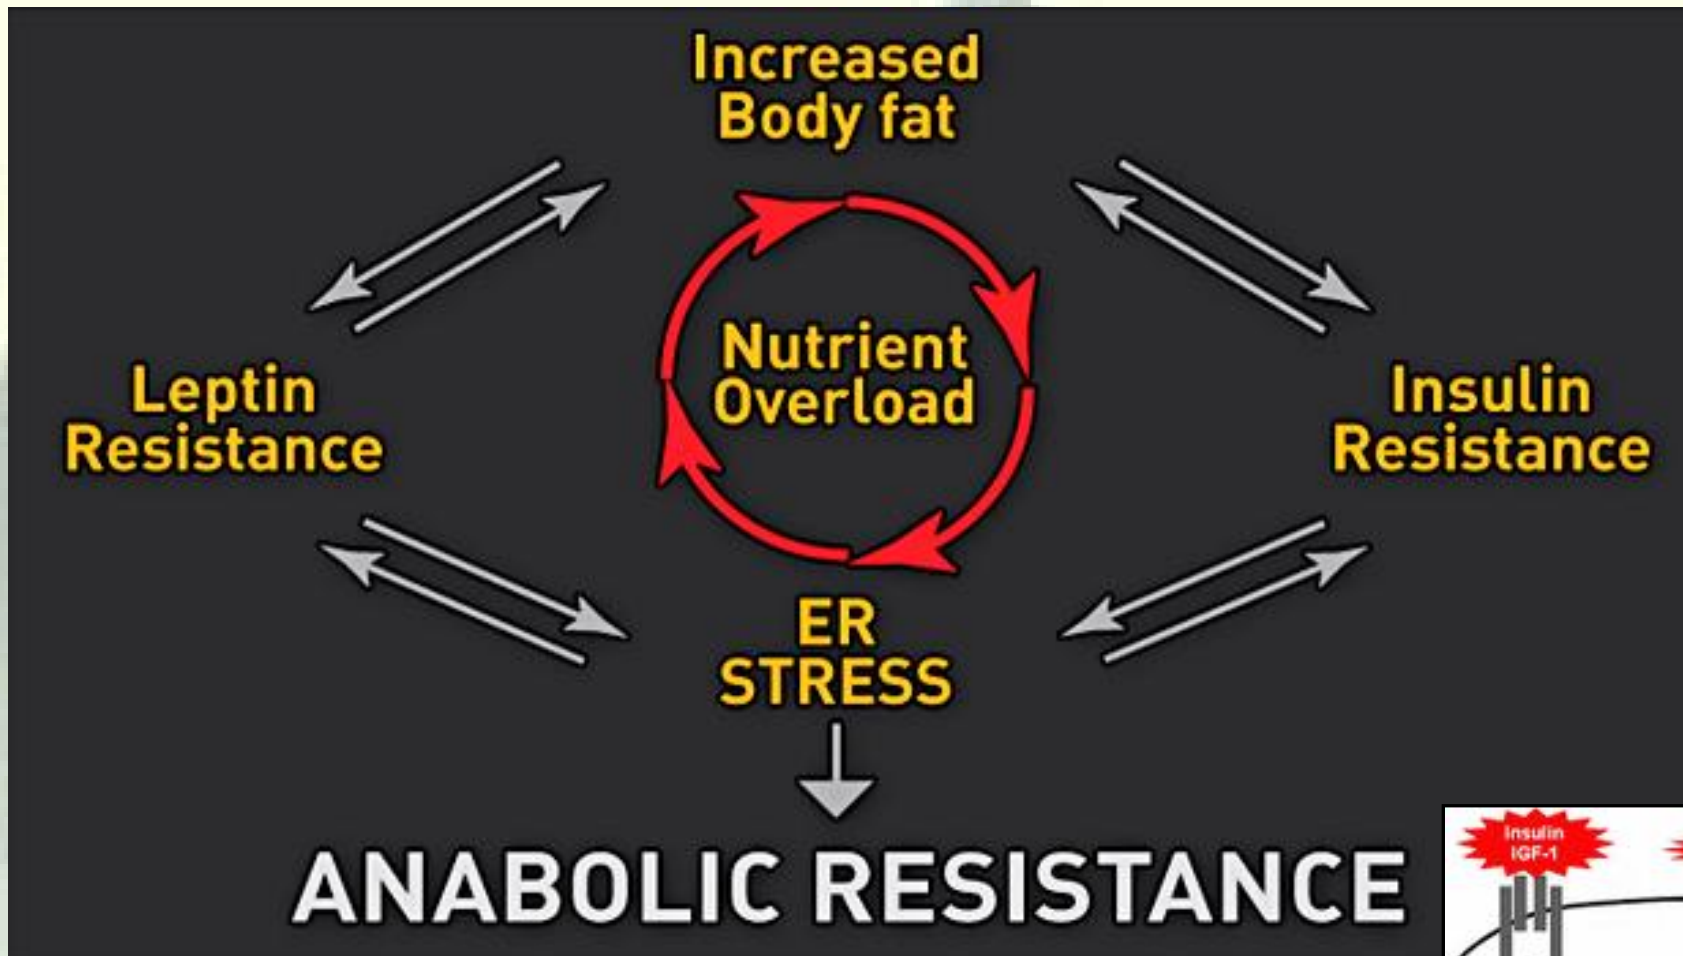 Increased
Body fat
Nutrient
Overload
Leptin
Resistance
Insulin
Resistance
ER
STRESS
ANABOLIC RESISTANCE
Insulin
IGF-1